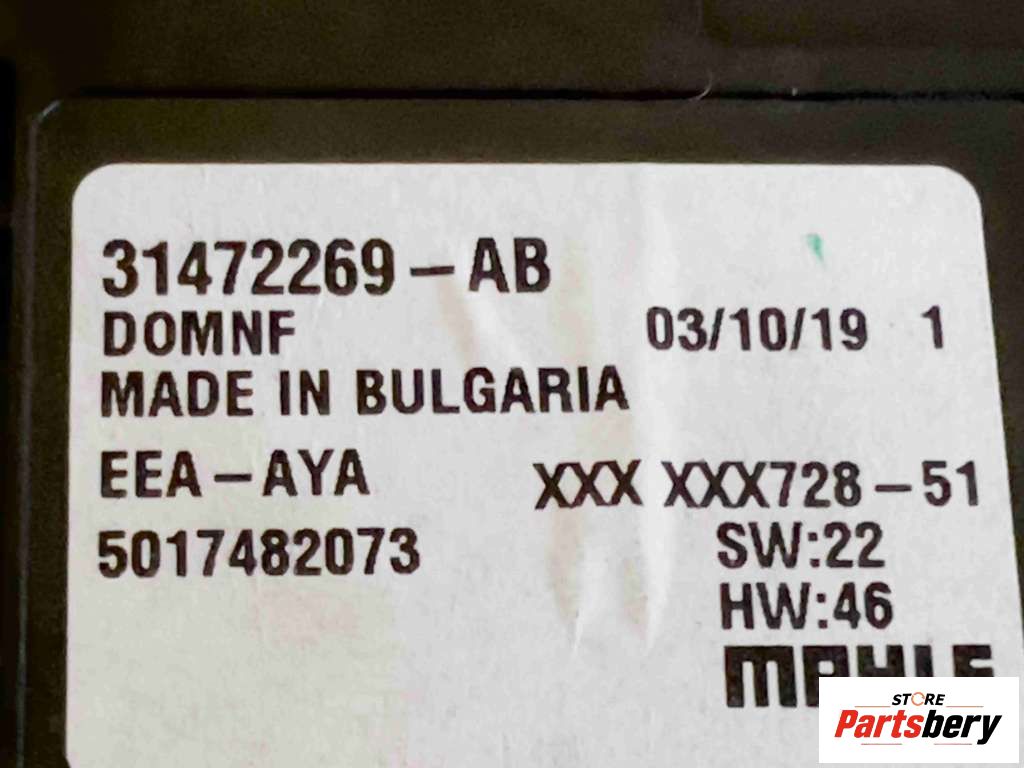 31472269-AB
DOMNF 03/10/19 1
MADE IN BULGARIA
EEA-AYA XXX XXX728-51
5017482073 SW:22
HW:46
MAHLE
STORE
Partsbery